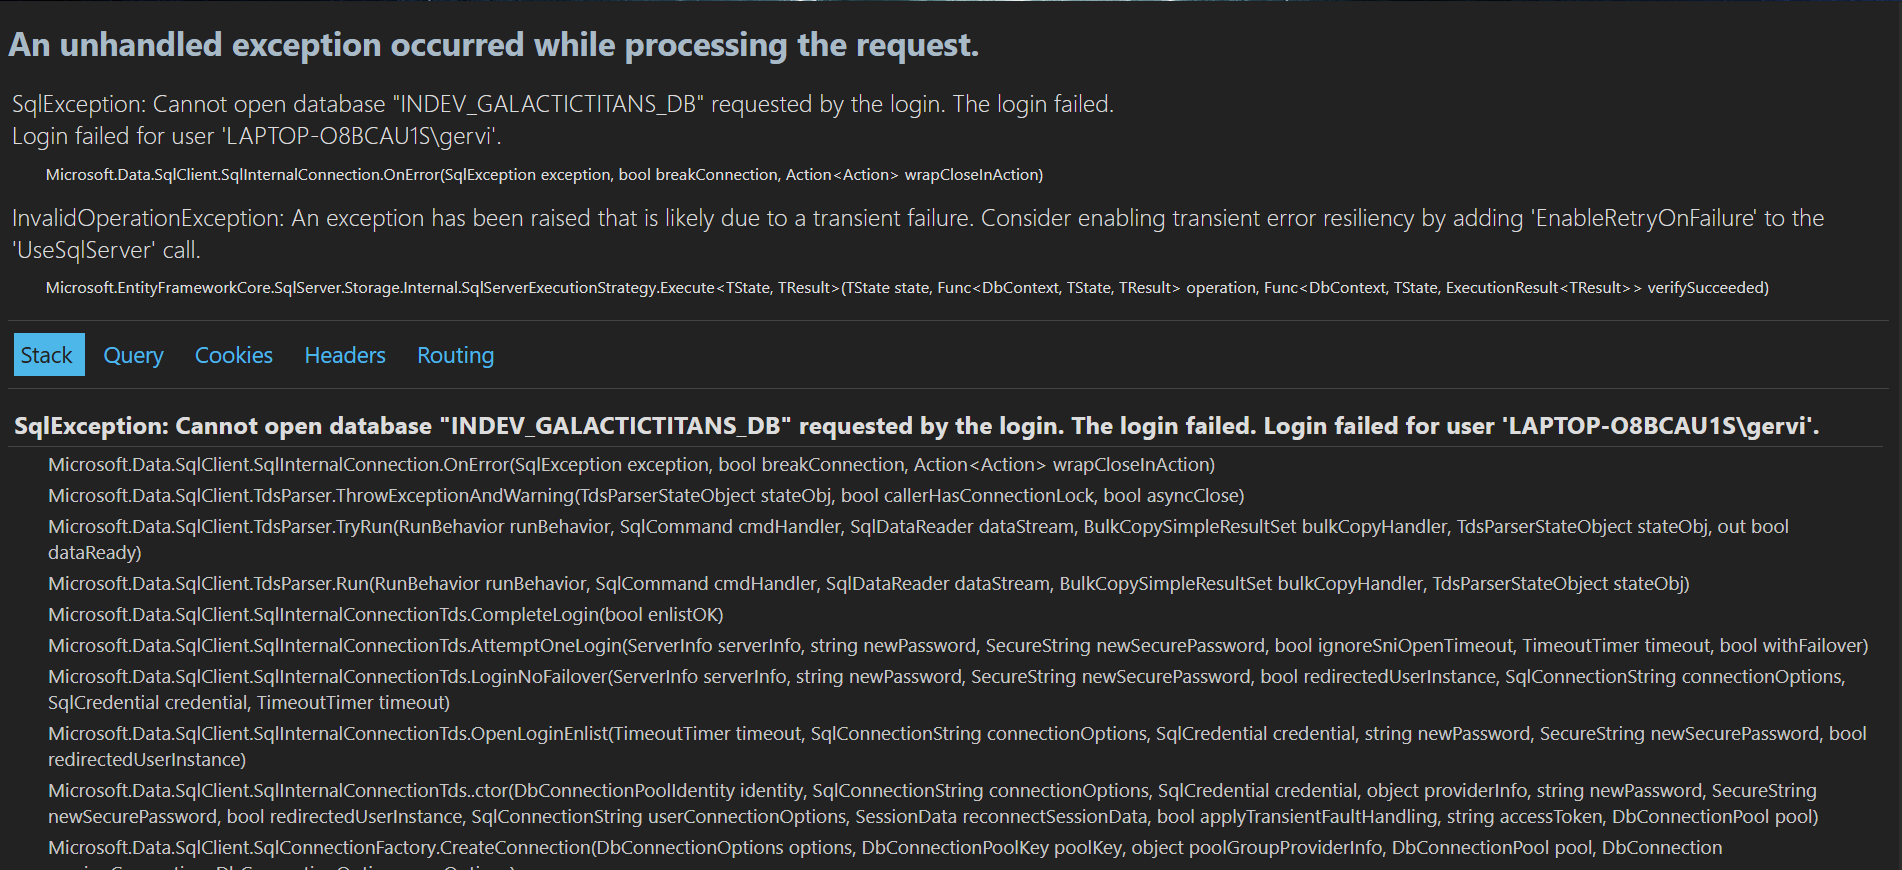 An unhandled exception occurred while processing the request.
SqlException: Cannot open database "INDEV_GALACTICTITANS_DB" requested by the login. The login failed.
Login failed for user 'LAPTOP-O8BCAU1S\gervi'.
Microsoft.Data.SqlClient.SqlInternalConnection.OnError(SqlException exception, bool breakConnection, Action<Action> wrapCloseInAction)
InvalidOperationException: An exception has been raised that is likely due to a transient failure. Consider enabling transient error resiliency by adding 'EnableRetryOnFailure' to the
'UseSqlServer' call.
Microsoft.EntityFrameworkCore.SqlServer.Storage.Internal.SqlServerExecutionStrategy.Execute<TState, TResult>(TState state, Func<DbContext, TState, TResult> operation, Func<DbContext, TState, ExecutionResult<TResult>> verifySucceeded)
Stack Query Cookies Headers Routing
SqlException: Cannot open database "INDEV_GALACTICTITANS_DB" requested by the login. The login failed. Login failed for user 'LAPTOP-O8BCAU1S\gervi'.
Microsoft.Data.SqlClient.SqlInternalConnection.OnError(SqlException exception, bool breakConnection, Action<Action> wrapCloseInAction)
Microsoft.Data.SqlClient.TdsParser.ThrowExceptionAndWarning(TdsParserStateObject stateObj, bool callerHasConnectionLock, bool asyncClose)
Microsoft.Data.SqlClient.TdsParser.TryRun(RunBehavior runBehavior, SqlCommand cmdHandler, SqlDataReader dataStream, BulkCopySimpleResultSet bulkCopyHandler, TdsParserStateObject stateObj, out bool
dataReady)
Microsoft.Data.SqlClient.TdsParser.Run(RunBehavior runBehavior, SqlCommand cmdHandler, SqlDataReader dataStream, BulkCopySimpleResultSet bulkCopyHandler, TdsParserStateObject stateObj)
Microsoft.Data.SqlClient.SqlInternalConnectionTds.CompleteLogin(bool enlistOK)
Microsoft.Data.SqlClient.SqlInternalConnectionTds.AttemptOneLogin(ServerInfo serverInfo, string newPassword, SecureString newSecurePassword, bool ignoreSniOpenTimeout, TimeoutTimer timeout, bool withFailover)
Microsoft.Data.SqlClient.SqlInternalConnectionTds.LoginNoFailover(ServerInfo serverInfo, string newPassword, SecureString newSecurePassword, bool redirectedUserInstance, SqlConnectionString connectionOptions,
SqlCredential credential, TimeoutTimer timeout)
Microsoft.Data.SqlClient.SqlInternalConnectionTds.OpenLoginEnlist(TimeoutTimer timeout, SqlConnectionString connectionOptions, SqlCredential credential, string newPassword, SecureString newSecurePassword, bool
redirectedUserInstance)
Microsoft.Data.SqlClient.SqlInternalConnectionTds..ctor(DbConnectionPoolIdentity identity, SqlConnectionString connectionOptions, SqlCredential credential, object providerInfo, string newPassword, SecureString
newSecurePassword, bool redirectedUserInstance, SqlConnectionString userConnectionOptions, SessionData reconnectSessionData, bool applyTransientFaultHandling, string accessToken, DbConnectionPool pool)
Microsoft.Data.SqlClient.SqlConnectionFactory.CreateConnection(DbConnectionOptions options, DbConnectionPoolKey poolKey, object poolGroupProviderInfo, DbConnectionPool pool, DbConnection